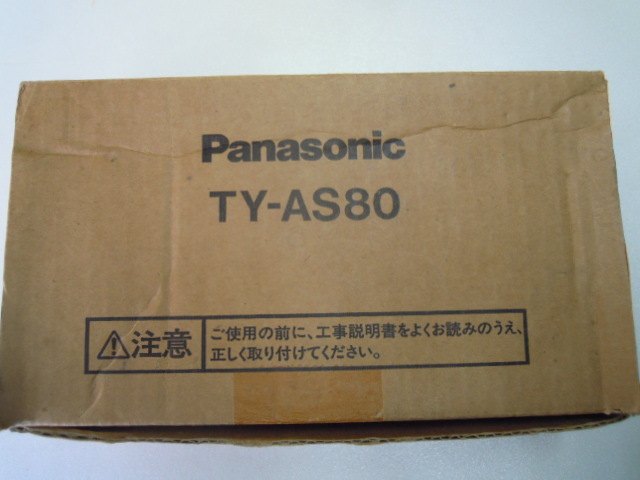 Panasonic
TY-AS80
⚠注意
ご使用の前に、工事説明書をよくお読みのうえ、
正しく取り付けてください。